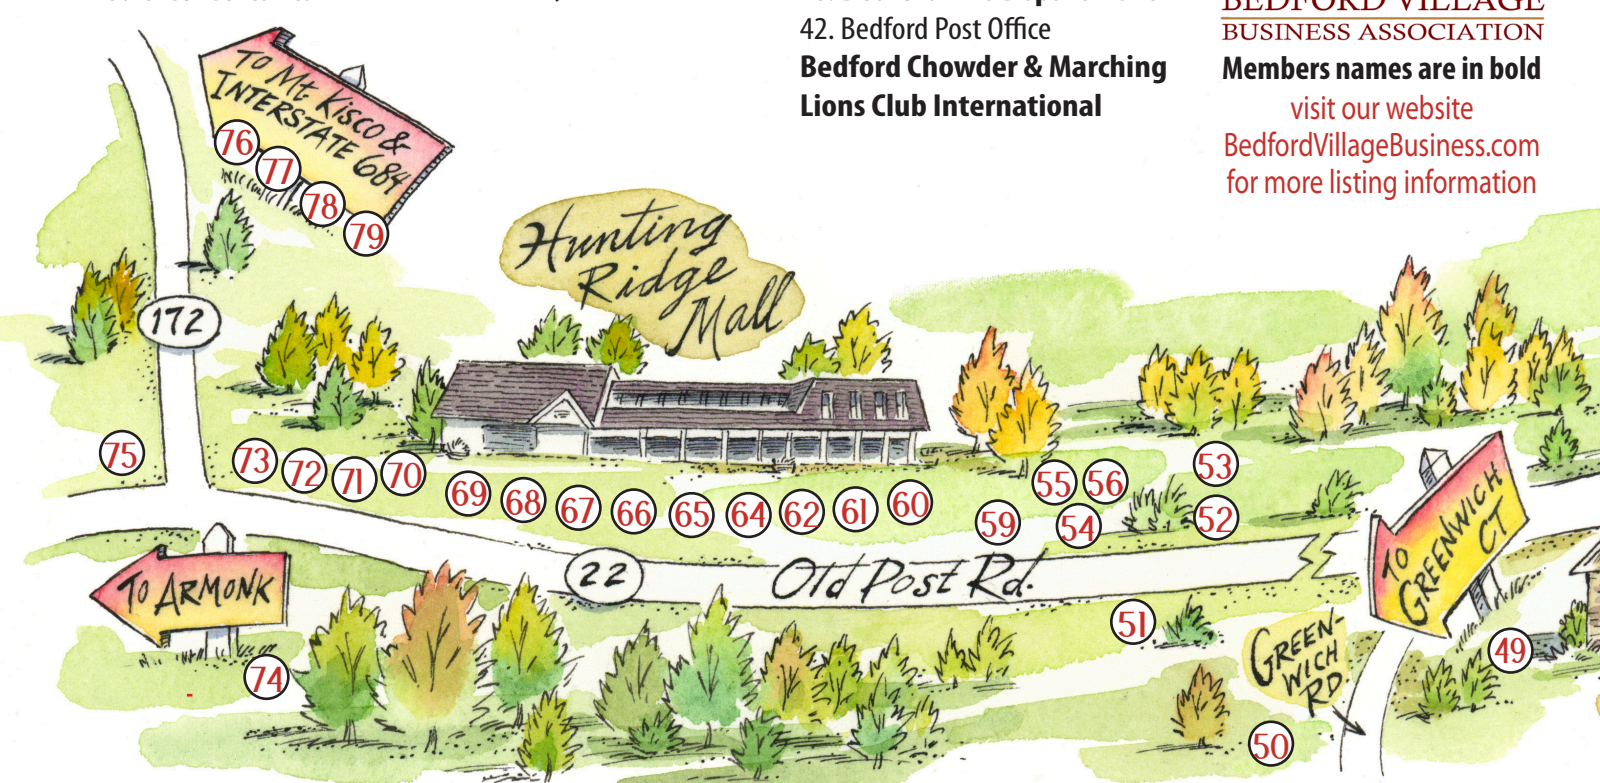 42. Bedford Post Office
Bedford Chowder & Marching
Lions Club International
BEDFORD VILLAGE
BUSINESS ASSOCIATION
Members names are in bold
visit our website
BedfordVillageBusiness.com
for more listing information
TO Mt. KISCO &
INTERSTATE 684
76
77
78
79
Hunting
Ridge
Mall
172
75
73
72
71
70
69
68
67
66
65
64
62
61
60
59
55
56
54
53
52
TO
GREENWICH
CT
TO ARMONK
22
Old Post Rd.
74
51
GREEN-
WICH
RD
49
50